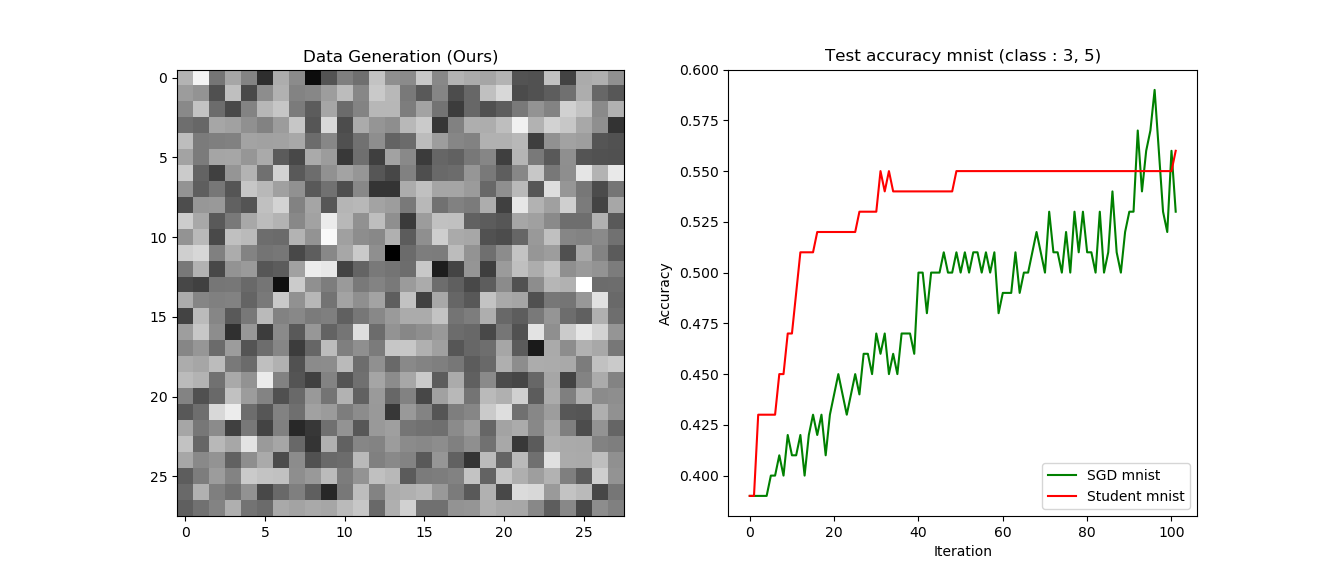 Data Generation (Ours)
0
5
10
15
20
25
0 5 10 15 20 25
Test accuracy mnist (class : 3, 5)
0.600
0.575
0.550
0.525
0.500
0.475
0.450
0.425
0.400
Accuracy
0 20 40 60 80 100
Iteration
SGD mnist
Student mnist